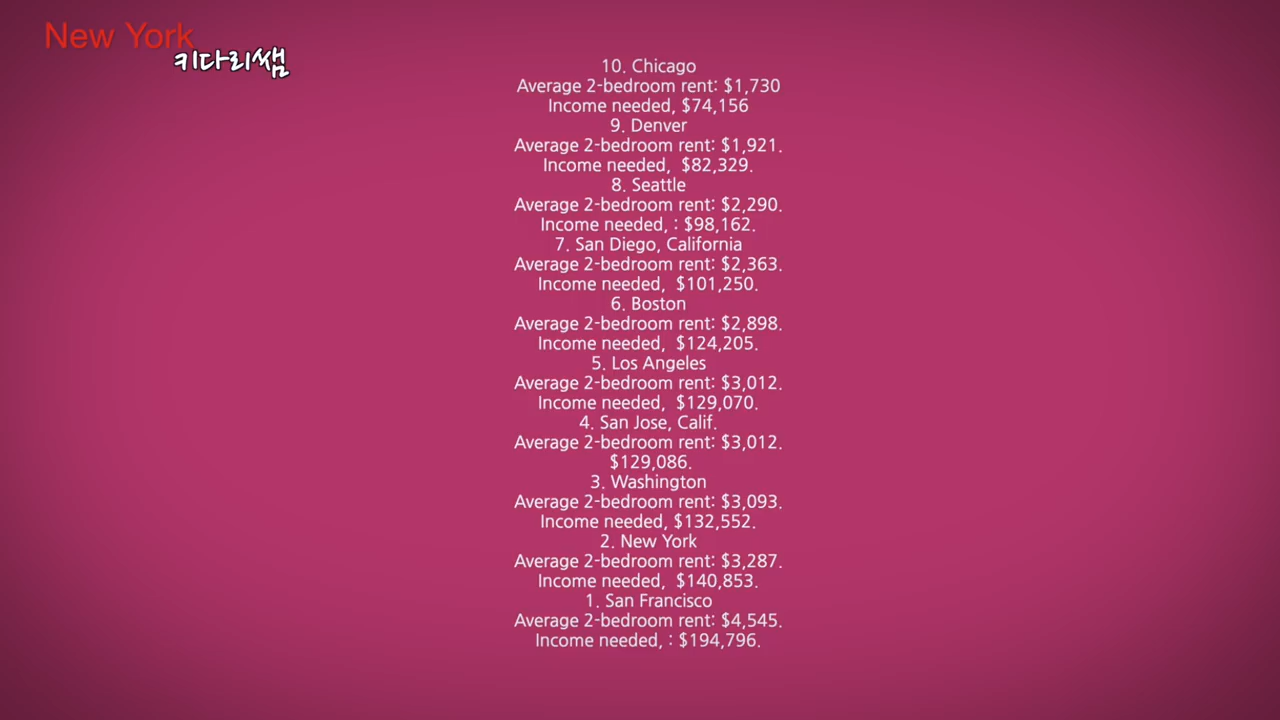 New York
키다리쌤
10. Chicago
Average 2-bedroom rent: $1,730
Income needed, $74,156
9. Denver
Average 2-bedroom rent: $1,921.
Income needed,  $82,329.
8. Seattle
Average 2-bedroom rent: $2,290.
Income needed, : $98,162.
7. San Diego, California
Average 2-bedroom rent: $2,363.
Income needed,  $101,250.
6. Boston
Average 2-bedroom rent: $2,898.
Income needed,  $124,205.
5. Los Angeles
Average 2-bedroom rent: $3,012.
Income needed,  $129,070.
4. San Jose, Calif.
Average 2-bedroom rent: $3,012.
$129,086.
3. Washington
Average 2-bedroom rent: $3,093.
Income needed, $132,552.
2. New York
Average 2-bedroom rent: $3,287.
Income needed,  $140,853.
1. San Francisco
Average 2-bedroom rent: $4,545.
Income needed, : $194,796.